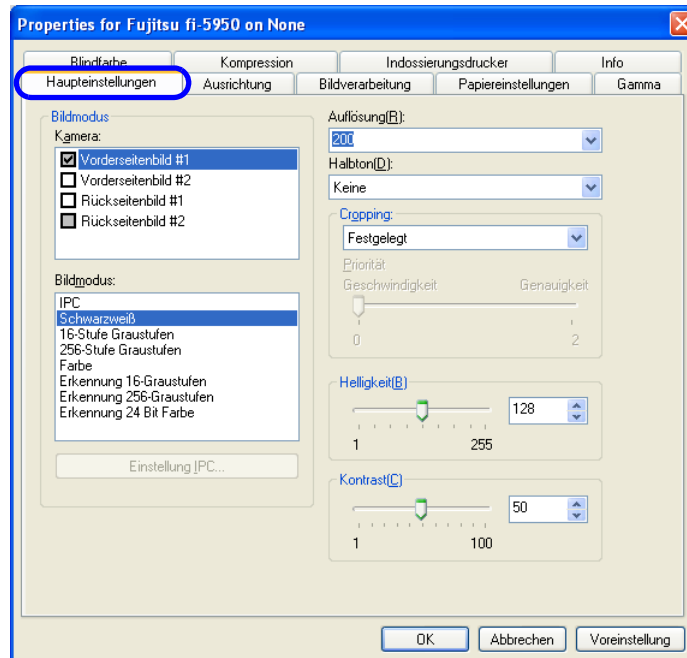 Properties for Fujitsu fi-5950 on None
Blindfarbe Kompression Indossierungsdrucker Info
Haupteinstellungen Ausrichtung Bildverarbeitung Papiereinstellungen Gamma
Bildmodus
Kamera:
Vorderseitenbild #1
Vorderseitenbild #2
Rückseitenbild #1
Rückseitenbild #2
Bildmodus:
IPC
Schwarzweiß
16-Stufe Graustufen
256-Stufe Graustufen
Farbe
Erkennung 16-Graustufen
Erkennung 256-Graustufen
Erkennung 24 Bit Farbe
Einstellung IPC...
Auflösung(R):
200
Halbton(D):
Keine
Cropping:
Festgelegt
Priorität
Geschwindigkeit Genauigkeit
0 2
Helligkeit(B)
128
1 255
Kontrast(C)
50
1 100
OK Abbrechen Voreinstellung